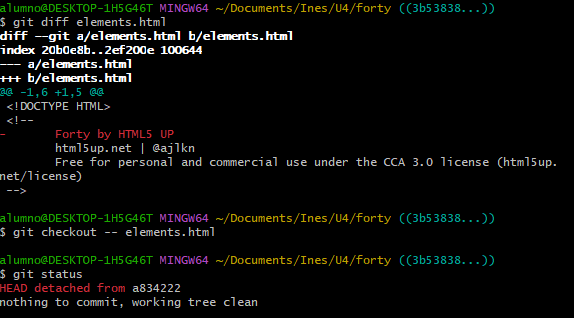 alumno@DESKTOP-1H5G46T MINGW64 ~/Documents/Ines/U4/forty ((3b53838...))
$ git diff elements.html
diff --git a/elements.html b/elements.html
index 20b0e8b..2ef200e 100644
--- a/elements.html
+++ b/elements.html
@@ -1,6 +1,5 @@
 <!DOCTYPE HTML>
 <!--
-       Forty by HTML5 UP
        html5up.net | @ajlkn
        Free for personal and commercial use under the CCA 3.0 license (html5up.
net/license)
 -->
alumno@DESKTOP-1H5G46T MINGW64 ~/Documents/Ines/U4/forty ((3b53838...))
$ git checkout -- elements.html
alumno@DESKTOP-1H5G46T MINGW64 ~/Documents/Ines/U4/forty ((3b53838...))
$ git status
HEAD detached from a834222
nothing to commit, working tree clean